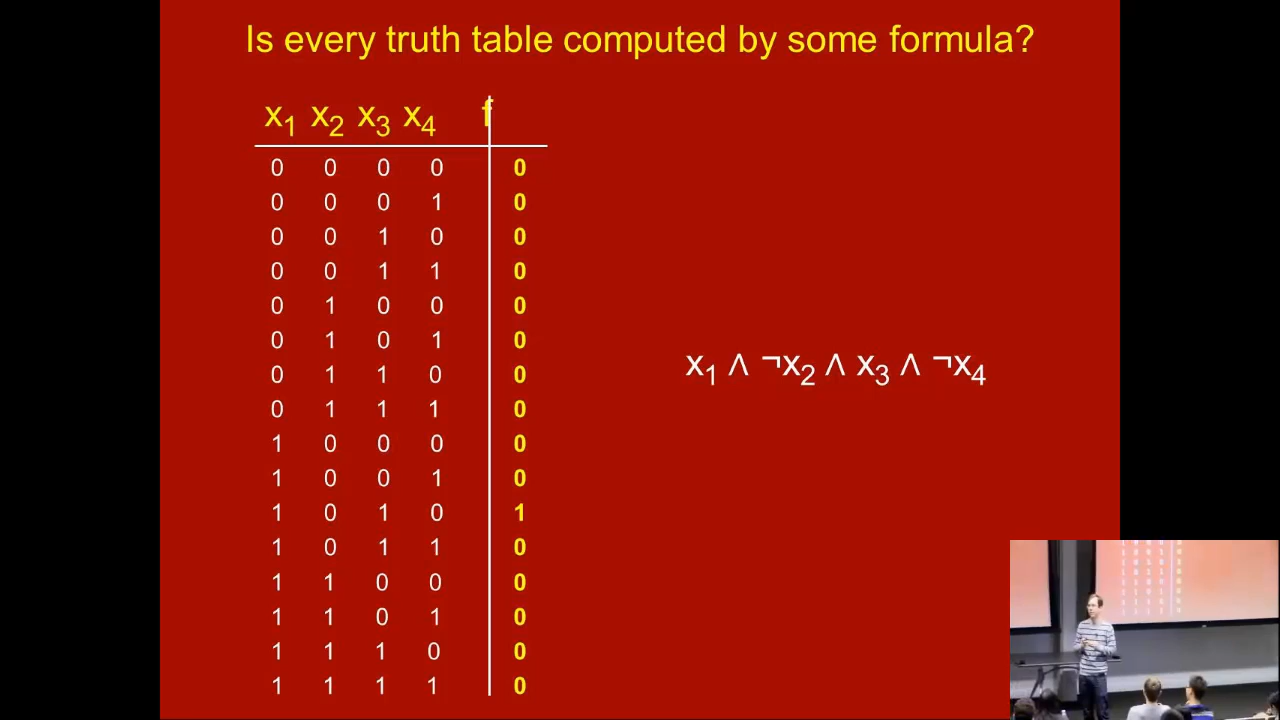 Is every truth table computed by some formula?
x₁ x₂ x₃ x₄ f
0 0 0 0 0
0 0 0 1 0
0 0 1 0 0
0 0 1 1 0
0 1 0 0 0
0 1 0 1 0
0 1 1 0 0
x₁ ∧ ¬x₂ ∧ x₃ ∧ ¬x₄
0 1 1 1 0
1 0 0 0 0
1 0 0 1 0
1 0 1 0 1
1 0 1 1 0
1 1 0 0 0
1 1 0 1 0
1 1 1 0 0
1 1 1 1 0